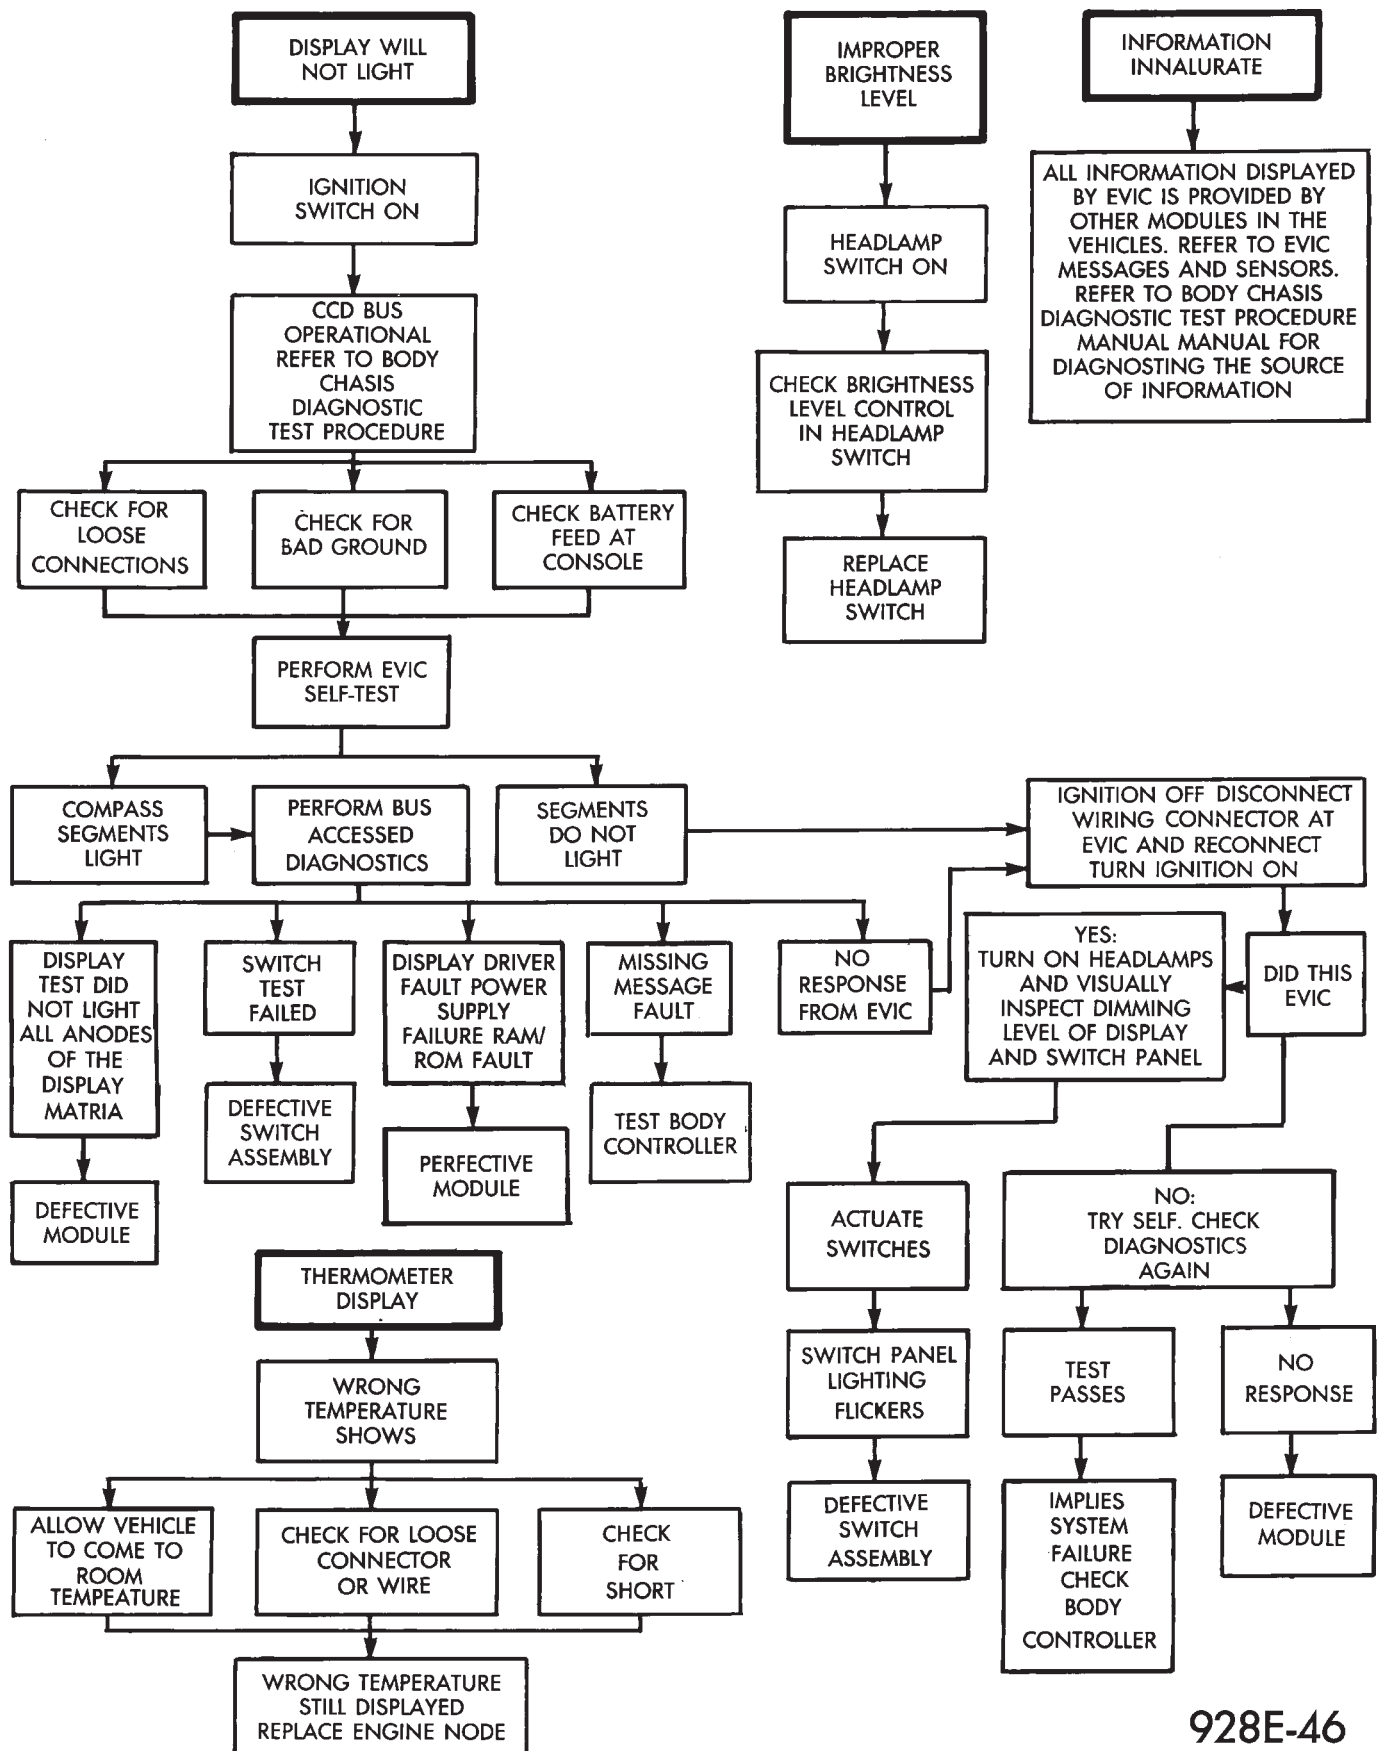 DISPLAY WILL
NOT LIGHT
IGNITION
SWITCH ON
CCD BUS
OPERATIONAL
REFER TO BODY
CHASIS
DIAGNOSTIC
TEST PROCEDURE
CHECK FOR
LOOSE
CONNECTIONS
CHECK FOR
BAD GROUND
CHECK BATTERY
FEED AT
CONSOLE
PERFORM EVIC
SELF-TEST
COMPASS
SEGMENTS
LIGHT
PERFORM BUS
ACCESSED
DIAGNOSTICS
SEGMENTS
DO NOT
LIGHT
DISPLAY
TEST DID
NOT LIGHT
ALL ANODES
OF THE
DISPLAY
MATRIA
DEFECTIVE
MODULE
SWITCH
TEST
FAILED
DEFECTIVE
SWITCH
ASSEMBLY
DISPLAY DRIVER
FAULT POWER
SUPPLY
FAILURE RAM/
ROM FAULT
PERFECTIVE
MODULE
MISSING
MESSAGE
FAULT
TEST BODY
CONTROLLER
NO
RESPONSE
FROM EVIC
IMPROPER
BRIGHTNESS
LEVEL
HEADLAMP
SWITCH ON
CHECK BRIGHTNESS
LEVEL CONTROL
IN HEADLAMP
SWITCH
REPLACE
HEADLAMP
SWITCH
INFORMATION
INNALURATE
ALL INFORMATION DISPLAYED
BY EVIC IS PROVIDED BY
OTHER MODULES IN THE
VEHICLES. REFER TO EVIC
MESSAGES AND SENSORS.
REFER TO BODY CHASIS
DIAGNOSTIC TEST PROCEDURE
MANUAL MANUAL FOR
DIAGNOSTING THE SOURCE
OF INFORMATION
IGNITION OFF DISCONNECT
WIRING CONNECTOR AT
EVIC AND RECONNECT
TURN IGNITION ON
DID THIS
EVIC
YES:
TURN ON HEADLAMPS
AND VISUALLY
INSPECT DIMMING
LEVEL OF DISPLAY
AND SWITCH PANEL
ACTUATE
SWITCHES
SWITCH PANEL
LIGHTING
FLICKERS
DEFECTIVE
SWITCH
ASSEMBLY
NO:
TRY SELF. CHECK
DIAGNOSTICS
AGAIN
TEST
PASSES
IMPLIES
SYSTEM
FAILURE
CHECK
BODY
CONTROLLER
NO
RESPONSE
DEFECTIVE
MODULE
THERMOMETER
DISPLAY
WRONG
TEMPERATURE
SHOWS
ALLOW VEHICLE
TO COME TO
ROOM
TEMPEATURE
CHECK FOR LOOSE
CONNECTOR
OR WIRE
CHECK
FOR
SHORT
WRONG TEMPERATURE
STILL DISPLAYED
REPLACE ENGINE NODE
928E-46